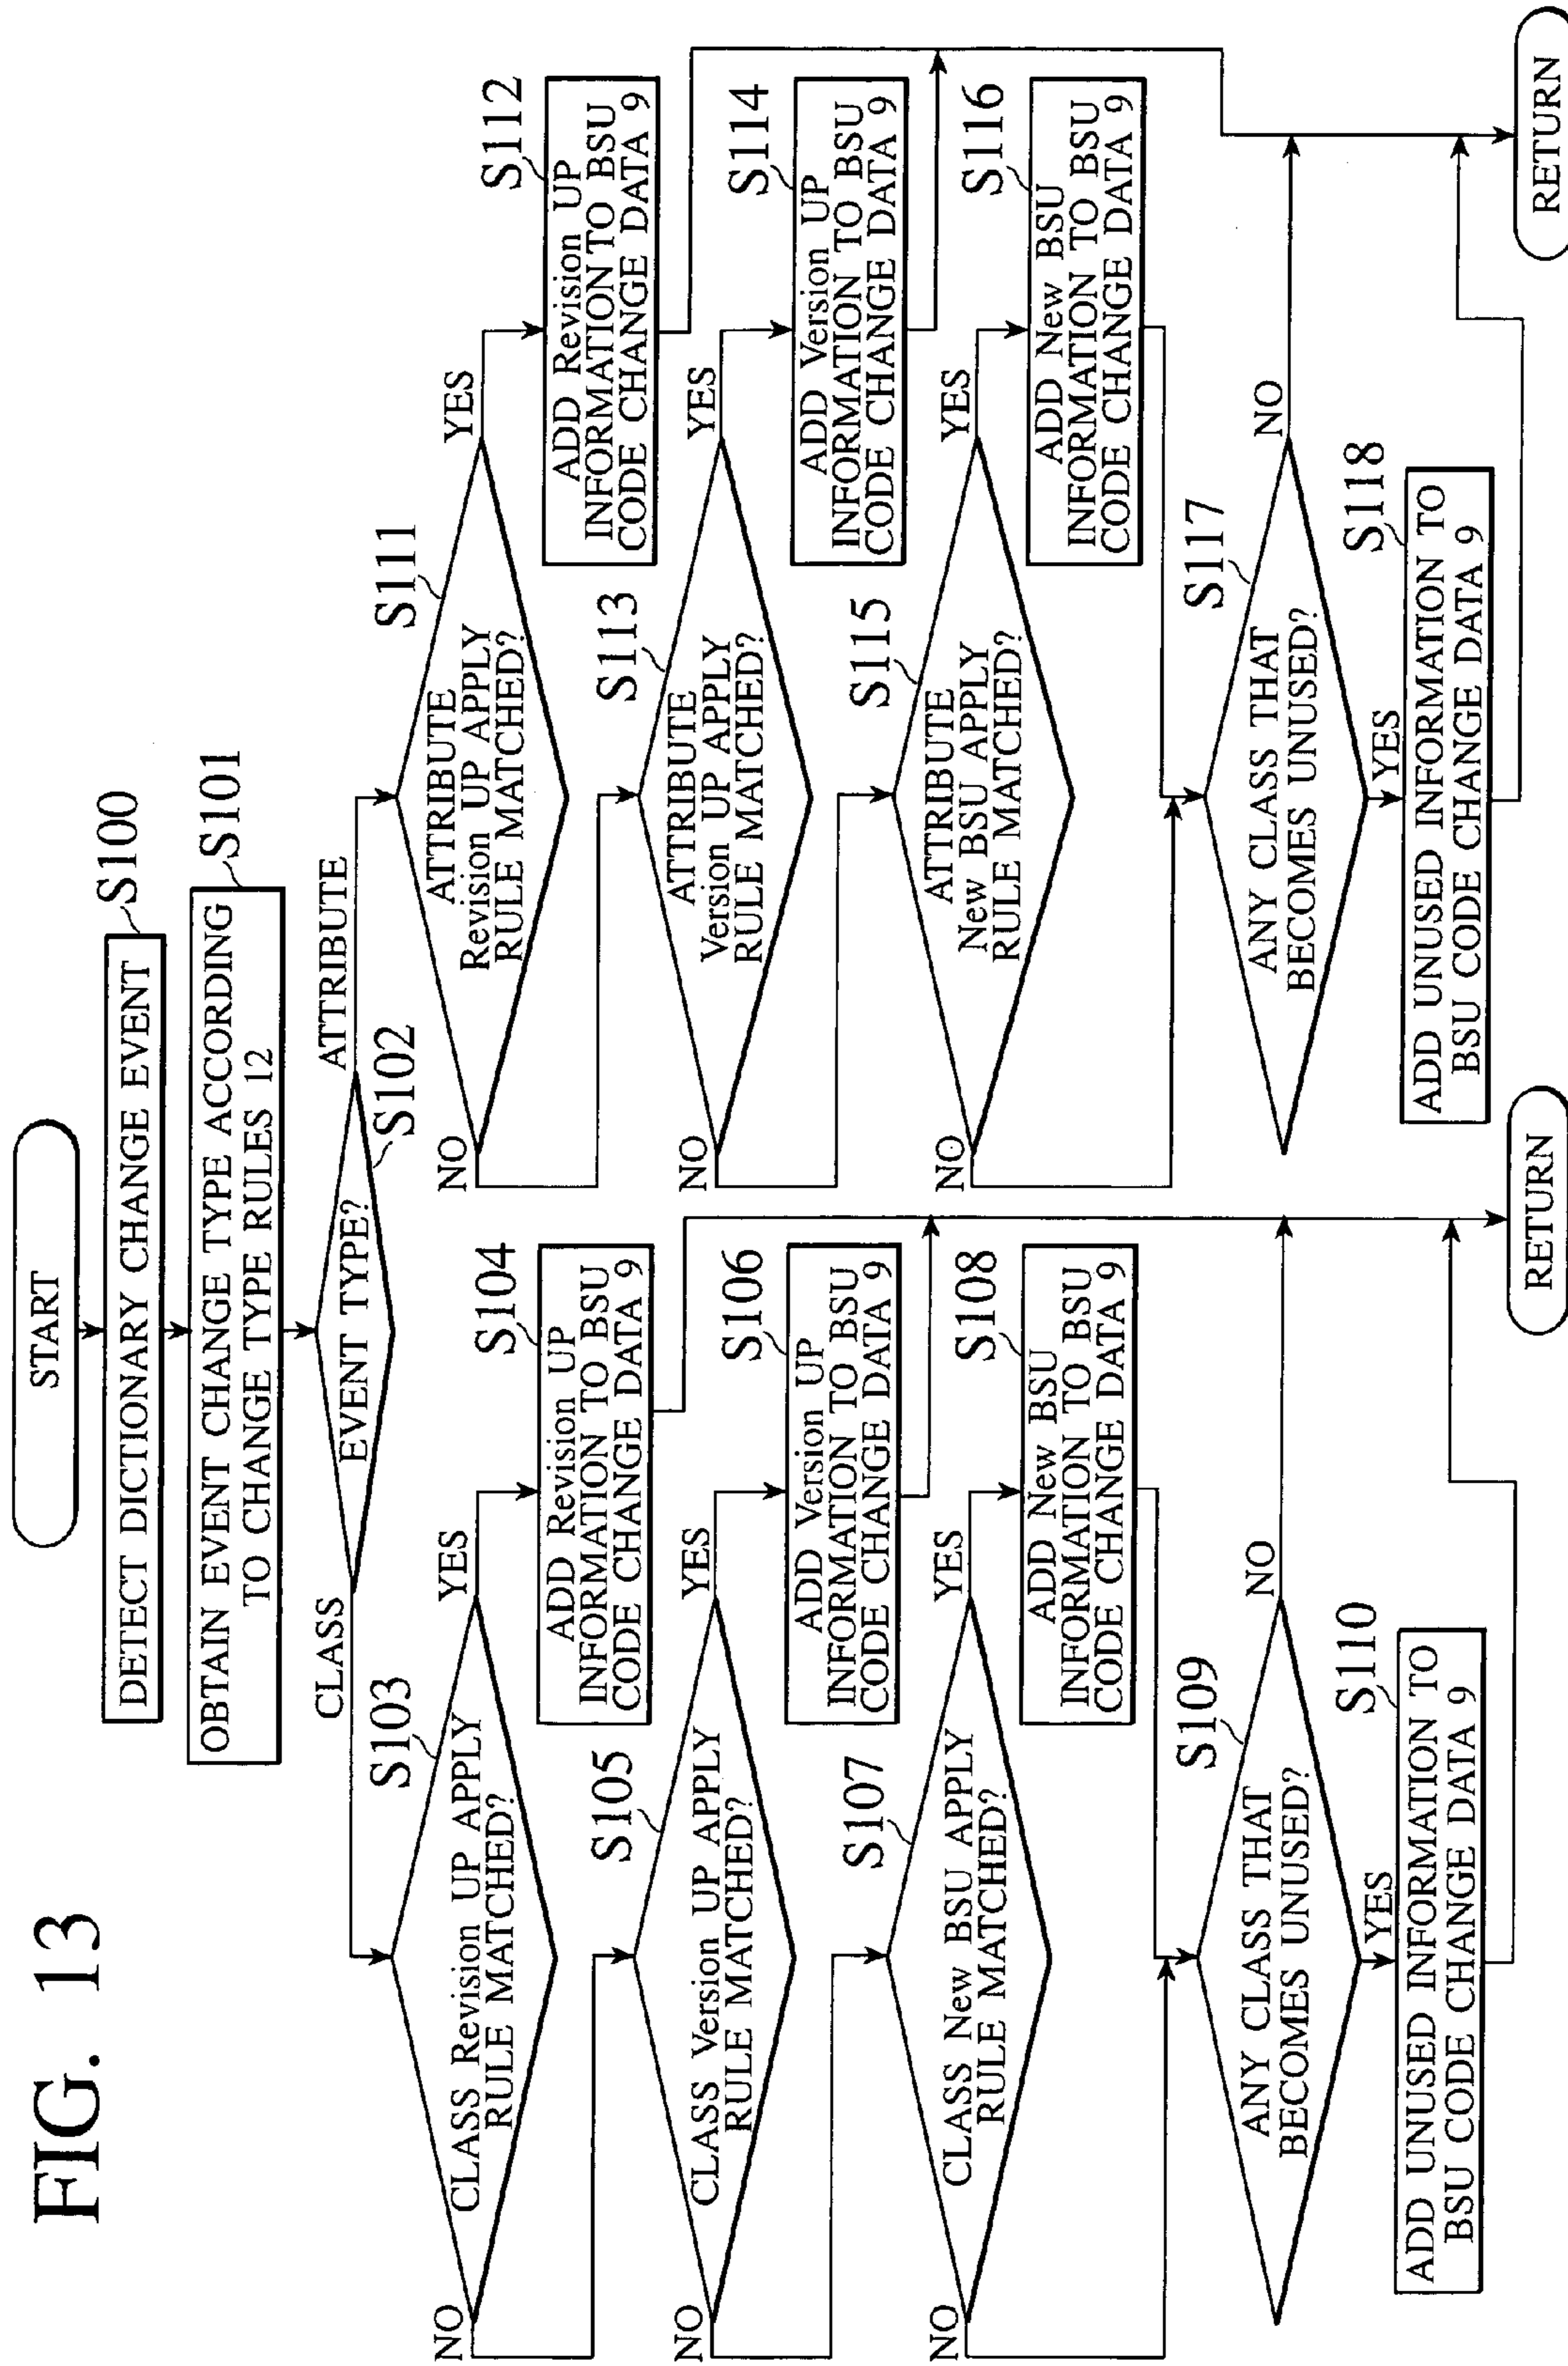 FIG. 13
START
DETECT DICTIONARY CHANGE EVENT
S100
OBTAIN EVENT CHANGE TYPE ACCORDING
TO CHANGE TYPE RULES 12
S101
EVENT TYPE?
S102
CLASS
ATTRIBUTE
S103
CLASS Revision UP APPLY
RULE MATCHED?
NO
YES
S104
ADD Revision UP
INFORMATION TO BSU
CODE CHANGE DATA 9
S105
CLASS Version UP APPLY
RULE MATCHED?
NO
YES
S106
ADD Version UP
INFORMATION TO BSU
CODE CHANGE DATA 9
S107
CLASS New BSU APPLY
RULE MATCHED?
NO
YES
S108
ADD New BSU
INFORMATION TO BSU
CODE CHANGE DATA 9
S109
ANY CLASS THAT
BECOMES UNUSED?
NO
YES
S110
ADD UNUSED INFORMATION TO
BSU CODE CHANGE DATA 9
RETURN
S111
ATTRIBUTE
Revision UP APPLY
RULE MATCHED?
NO
YES
S112
ADD Revision UP
INFORMATION TO BSU
CODE CHANGE DATA 9
S113
ATTRIBUTE
Version UP APPLY
RULE MATCHED?
NO
YES
S114
ADD Version UP
INFORMATION TO BSU
CODE CHANGE DATA 9
S115
ATTRIBUTE
New BSU APPLY
RULE MATCHED?
NO
YES
S116
ADD New BSU
INFORMATION TO BSU
CODE CHANGE DATA 9
S117
ANY CLASS THAT
BECOMES UNUSED?
NO
YES
S118
ADD UNUSED INFORMATION TO
BSU CODE CHANGE DATA 9
RETURN